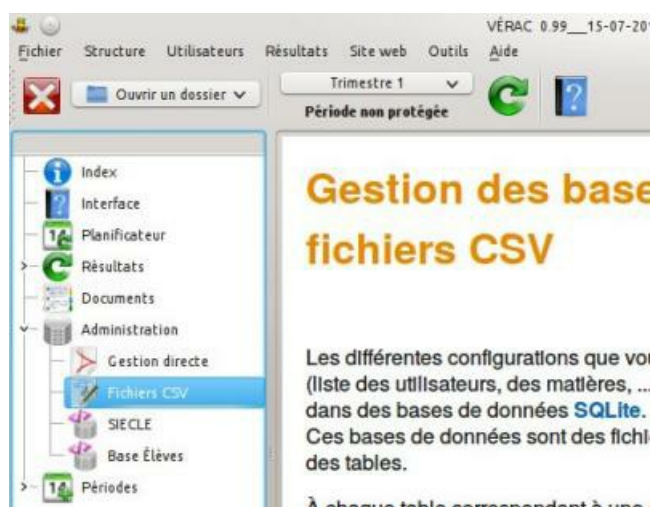 VÉRAC 0.99__15-07-201
Fichier Structure Utilisateurs Résultats Site web Outils Aide
Ouvrir un dossier Trimestre 1
Période non protégée
Index
Interface
Planificateur
Résultats
Documents
Administration
Gestion directe
Fichiers CSV
SIECLE
Base Élèves
Périodes
Gestion des base
fichiers CSV
Les différentes configurations que vou
(liste des utilisateurs, des matières, ...
dans des bases de données SQLite.
Ces bases de données sont des fichie
des tables.